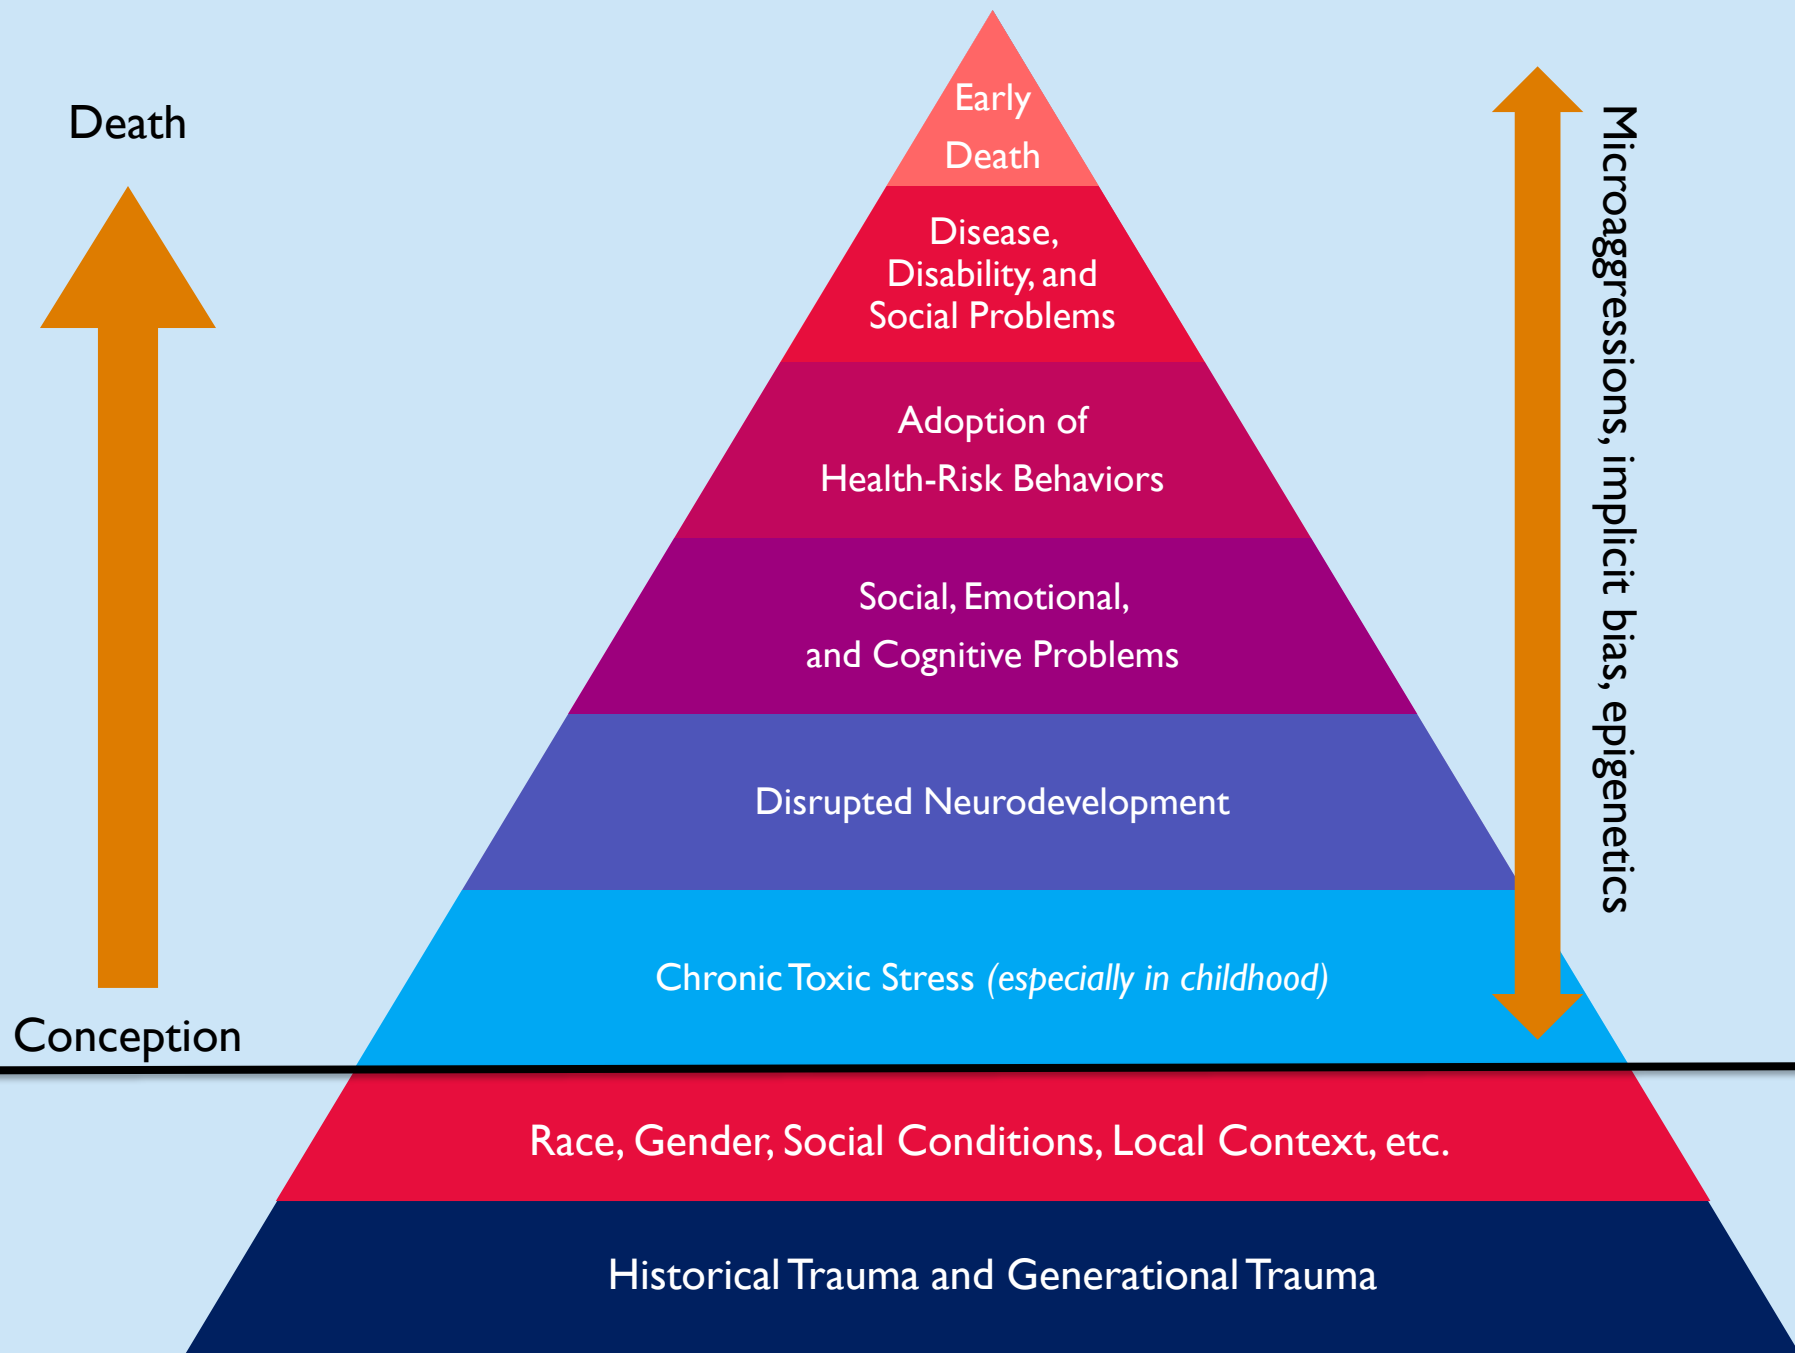 Death
Early
Death
Disease,
Disability, and
Social Problems
Adoption of
Health-Risk Behaviors
Social, Emotional,
and Cognitive Problems
Disrupted Neurodevelopment
Chronic Toxic Stress (especially in childhood)
Conception
Race, Gender, Social Conditions, Local Context, etc.
Historical Trauma and Generational Trauma
Microaggressions, implicit bias, epigenetics